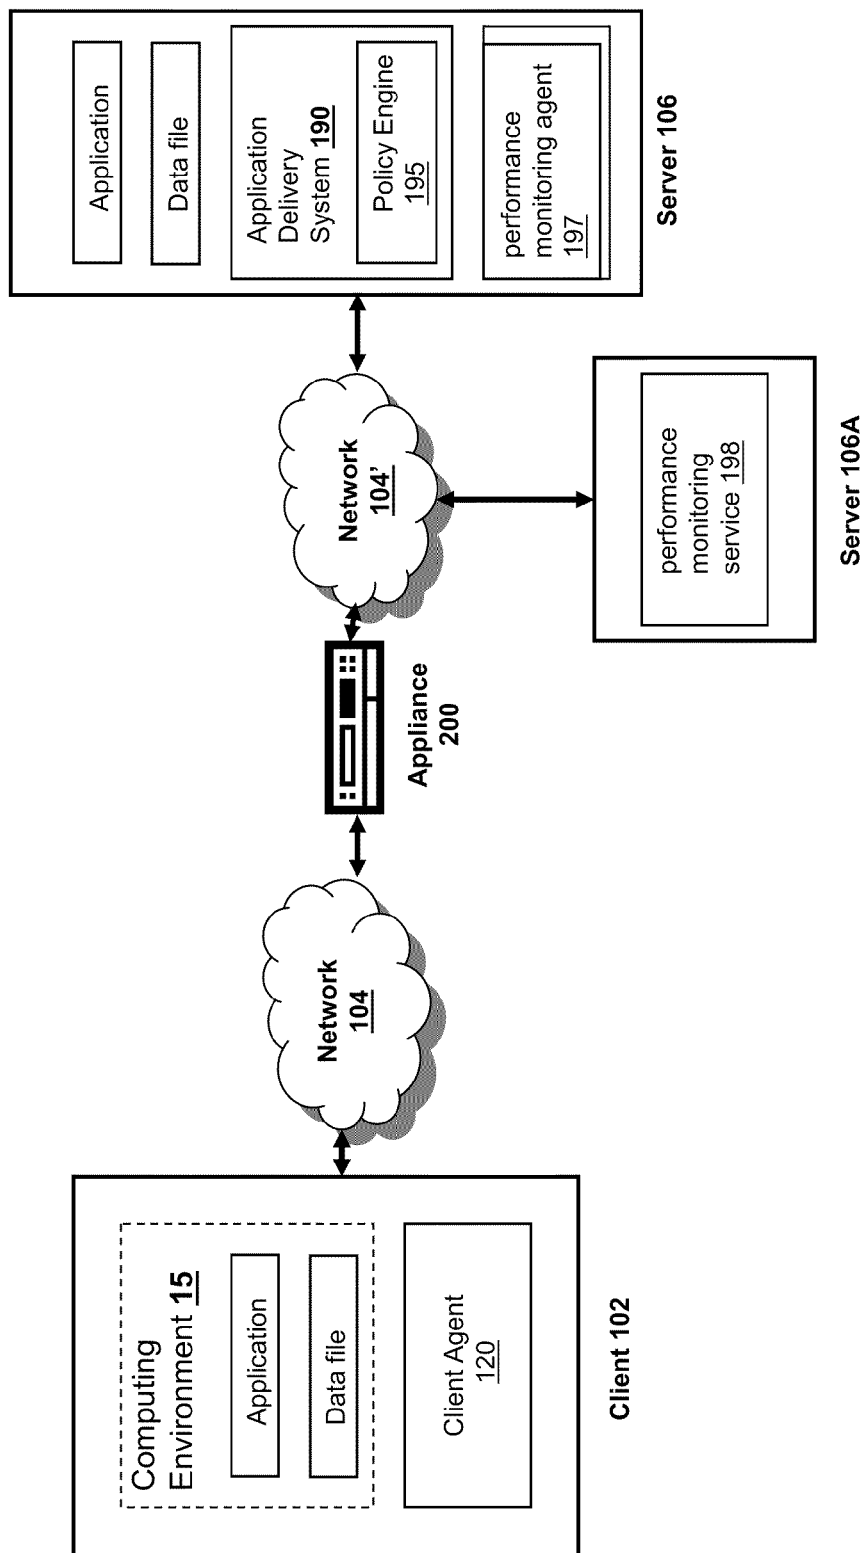 Computing
Environment 15
Application
Data file
Client Agent
120
Client 102
Network
104
Appliance
200
Network
104’
performance
monitoring
service 198
Server 106A
Application
Data file
Application
Delivery
System 190
Policy Engine
195
performance
monitoring agent
197
Server 106